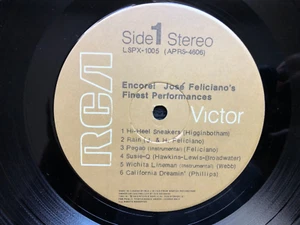 Side 1 Stereo
LSPX-1005 (APRS-4606)
Encore! José Feliciano's
Finest Performances
RCA
Victor
1 Hi-Heel Sneakers (Higginbotham)
2 Rain (J. & H. Feliciano)
3 Pegao (Instrumental) (Feliciano)
4 Susie-Q (Hawkins-Lewis-Broadwater)
5 Wichita Lineman (Instrumental) (Webb)
6 California Dreamin' (Phillips)